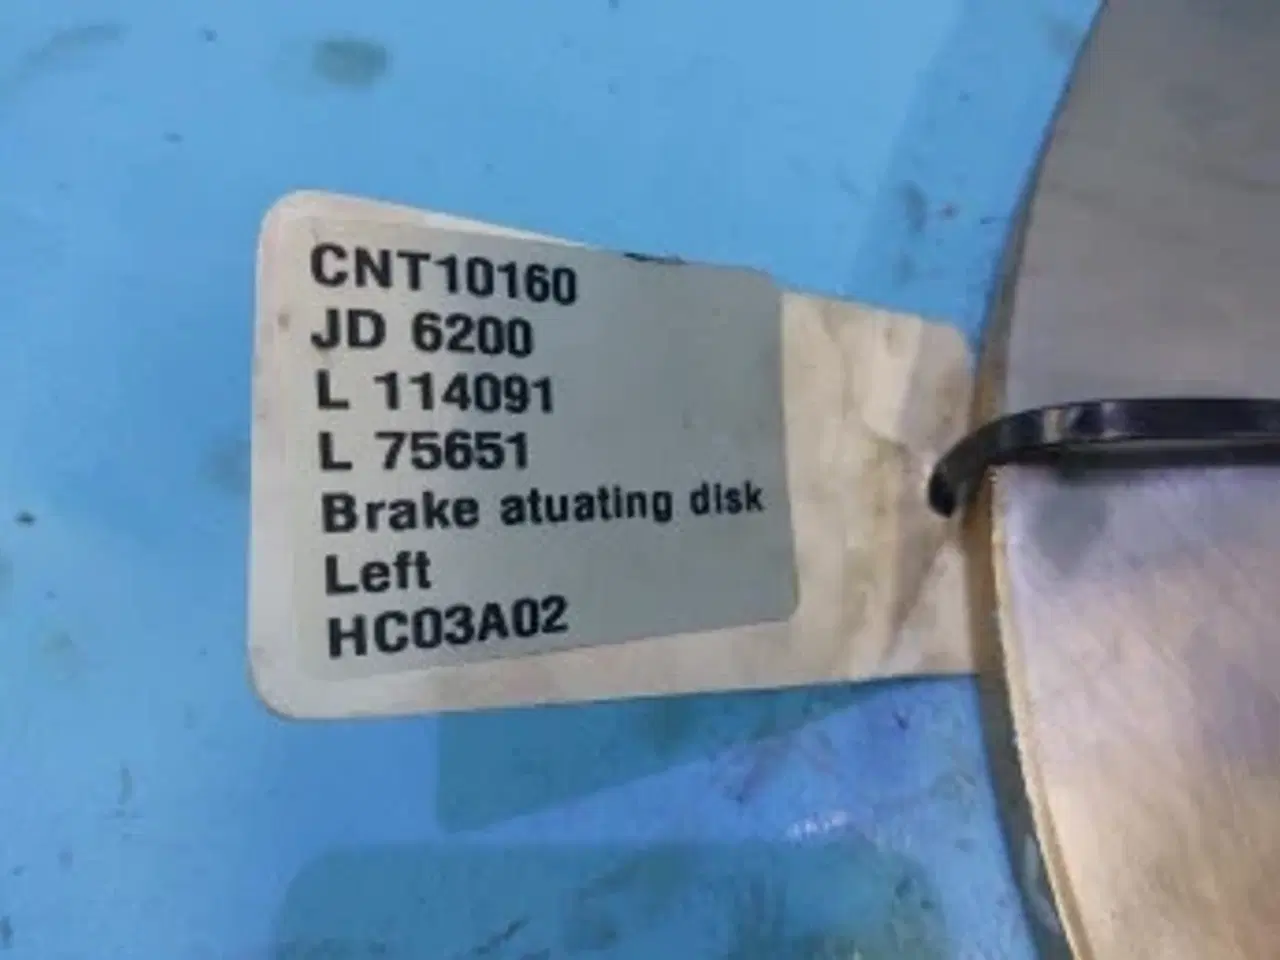 CNT10160
JD 6200
L 114091
L 75651
Brake atuating disk
Left
HC03A02